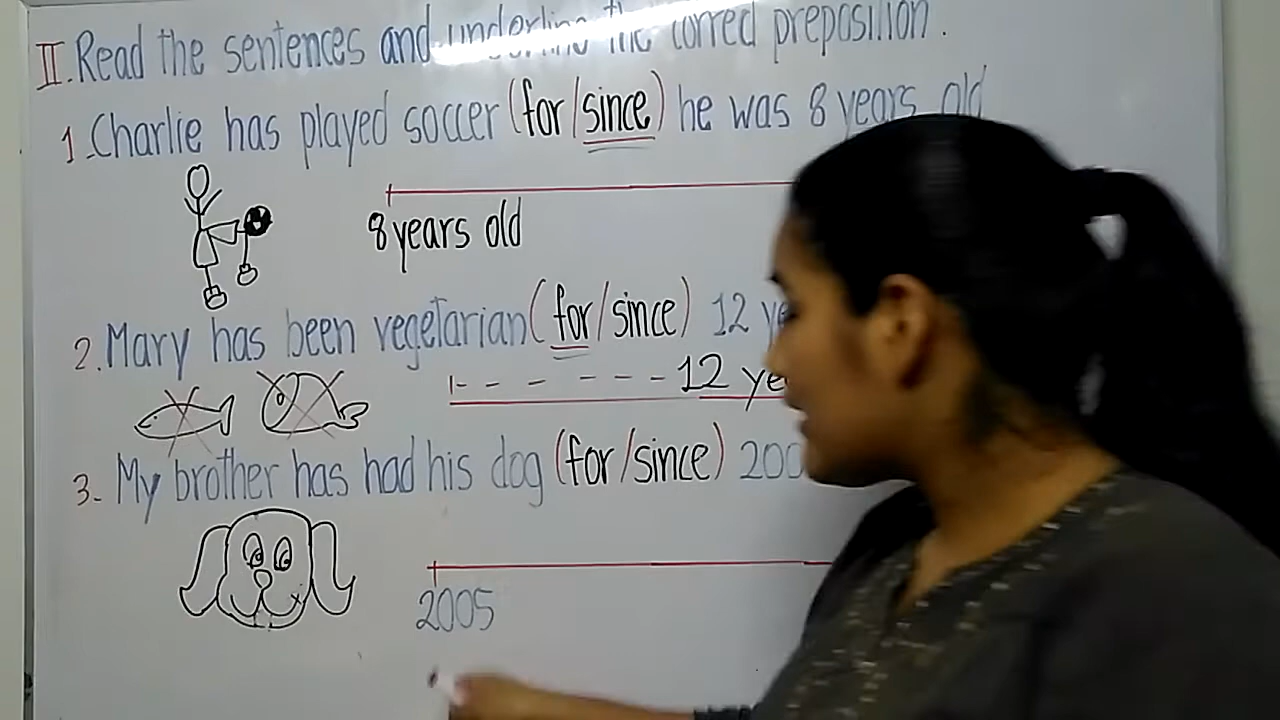 II. Read the sentences and underline the correct preposition.
1. Charlie has played soccer (for/since) he was 8 years old
8 years old
2. Mary has been vegetarian (for/since) 12
12
3- My brother has had his dog (for/since)
2005